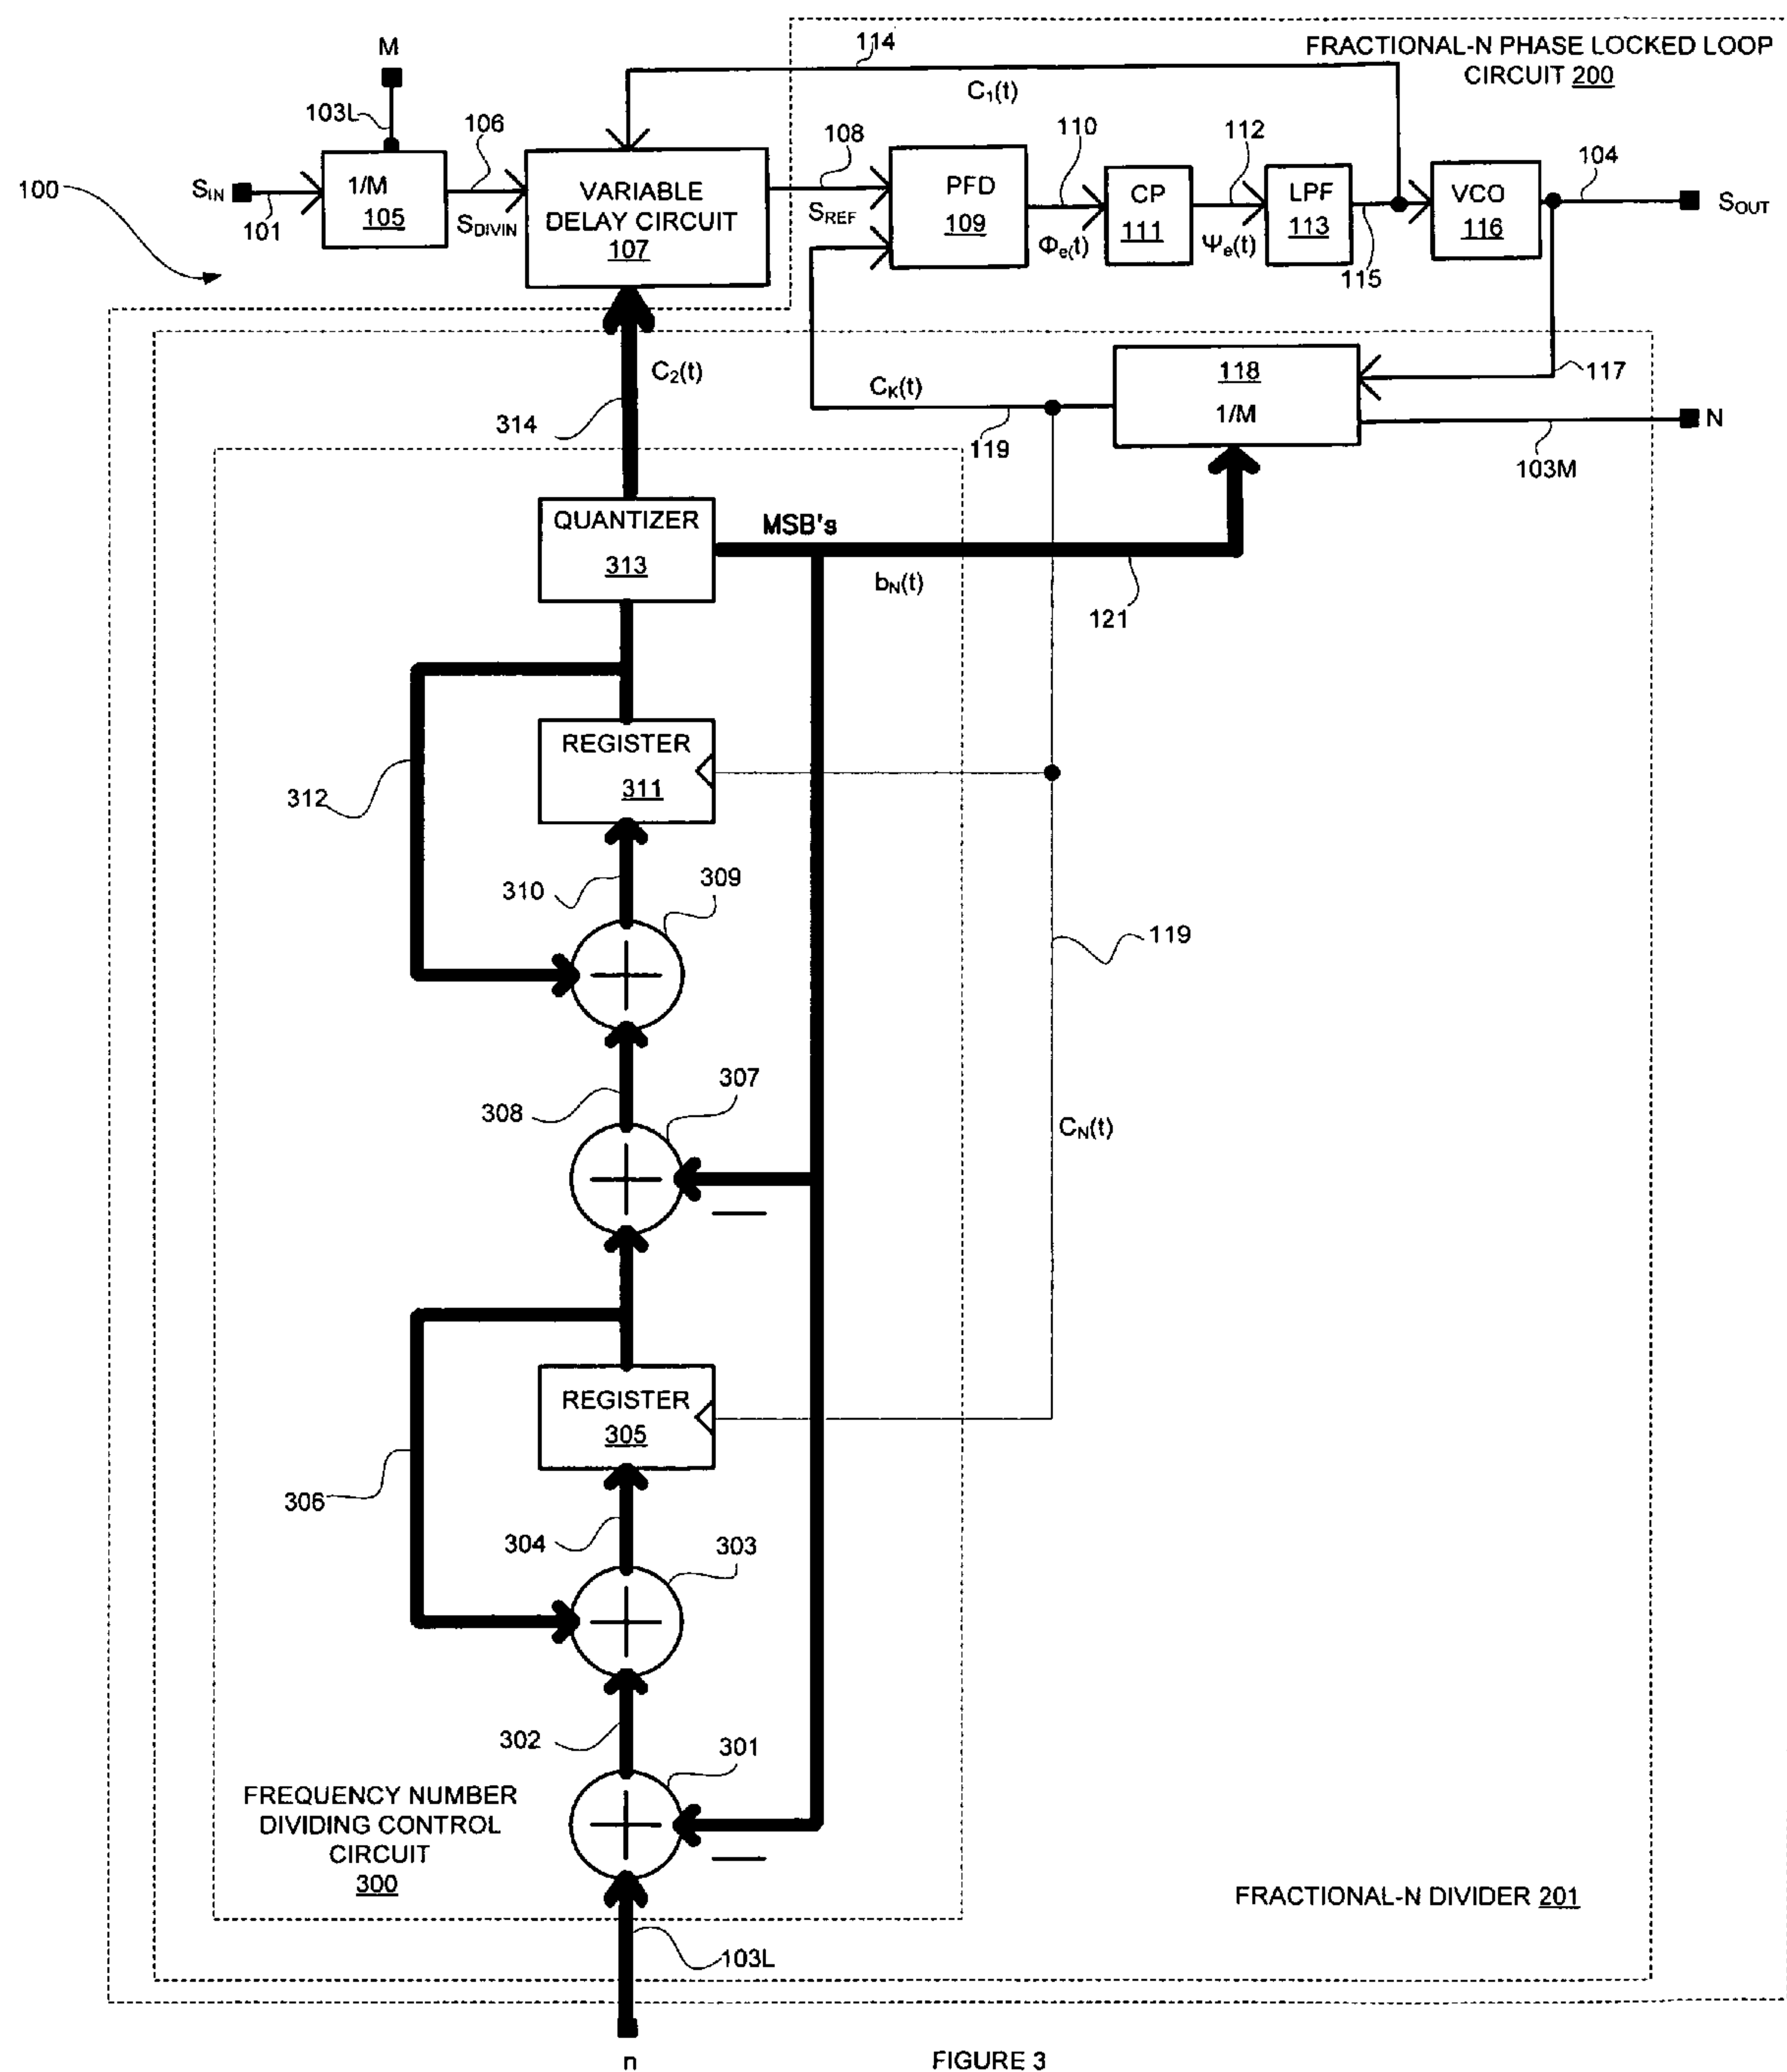 FRACTIONAL-N PHASE LOCKED LOOP
CIRCUIT 200
M
114
C1(t)
103L
106
108
110
112
104
100
SIN
101
1/M
105
SDIVIN
VARIABLE
DELAY CIRCUIT
107
SREF
PFD
109
Φe(t)
CP
111
Ψe(t)
LPF
113
115
VCO
116
SOUT
C2(t)
314
CK(t)
119
118
1/M
117
N
103M
QUANTIZER
313
MSB's
bN(t)
121
REGISTER
311
312
310
309
119
308
307
CN(t)
REGISTER
305
306
304
303
302
301
FREQUENCY NUMBER
DIVIDING CONTROL
CIRCUIT
300
FRACTIONAL-N DIVIDER 201
103L
n
FIGURE 3